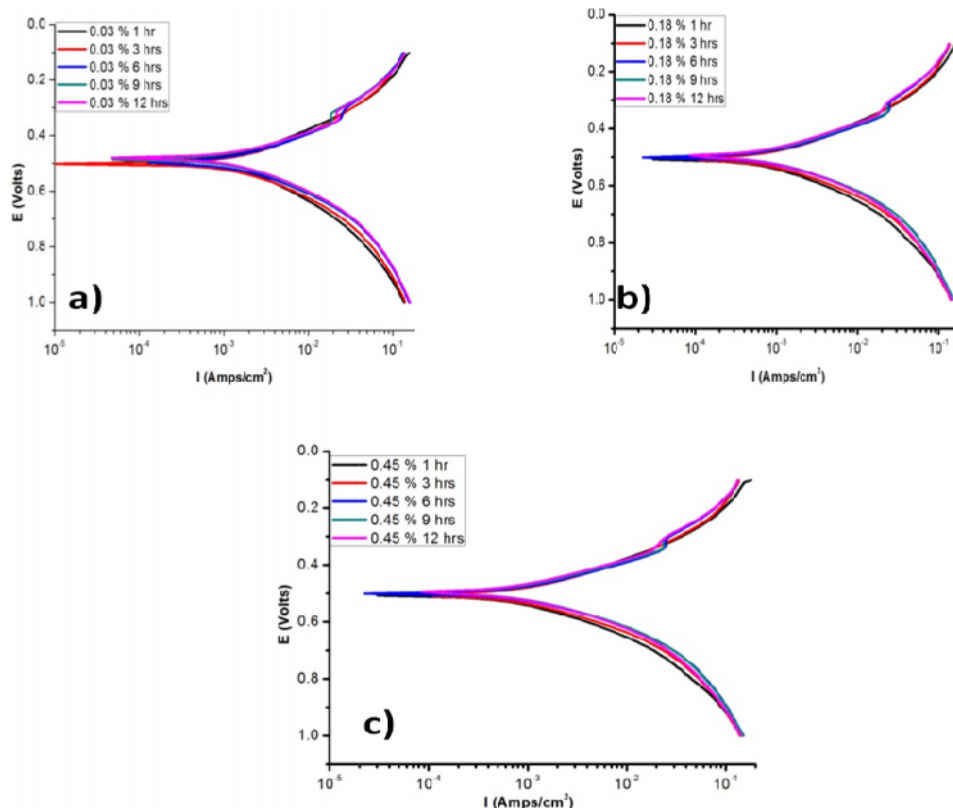 0.03 % 1 hr
0.03 % 3 hrs
0.03 % 6 hrs
0.03 % 9 hrs
0.03 % 12 hrs
0.0
0.2
0.4
0.6
0.8
1.0
E (Volts)
a)
10⁻⁵ 10⁻⁴ 10⁻³ 10⁻² 10⁻¹
I (Amps/cm²)
0.18 % 1 hr
0.18 % 3 hrs
0.18 % 6 hrs
0.18 % 9 hrs
0.18 % 12 hrs
0.0
0.2
0.4
0.6
0.8
1.0
E (Volts)
b)
10⁻⁵ 10⁻⁴ 10⁻³ 10⁻² 10⁻¹
I (Amps/cm²)
0.45 % 1 hr
0.45 % 3 hrs
0.45 % 6 hrs
0.45 % 9 hrs
0.45 % 12 hrs
0.0
0.2
0.4
0.6
0.8
1.0
E (Volts)
c)
10⁻⁵ 10⁻⁴ 10⁻³ 10⁻² 10⁻¹
I (Amps/cm²)